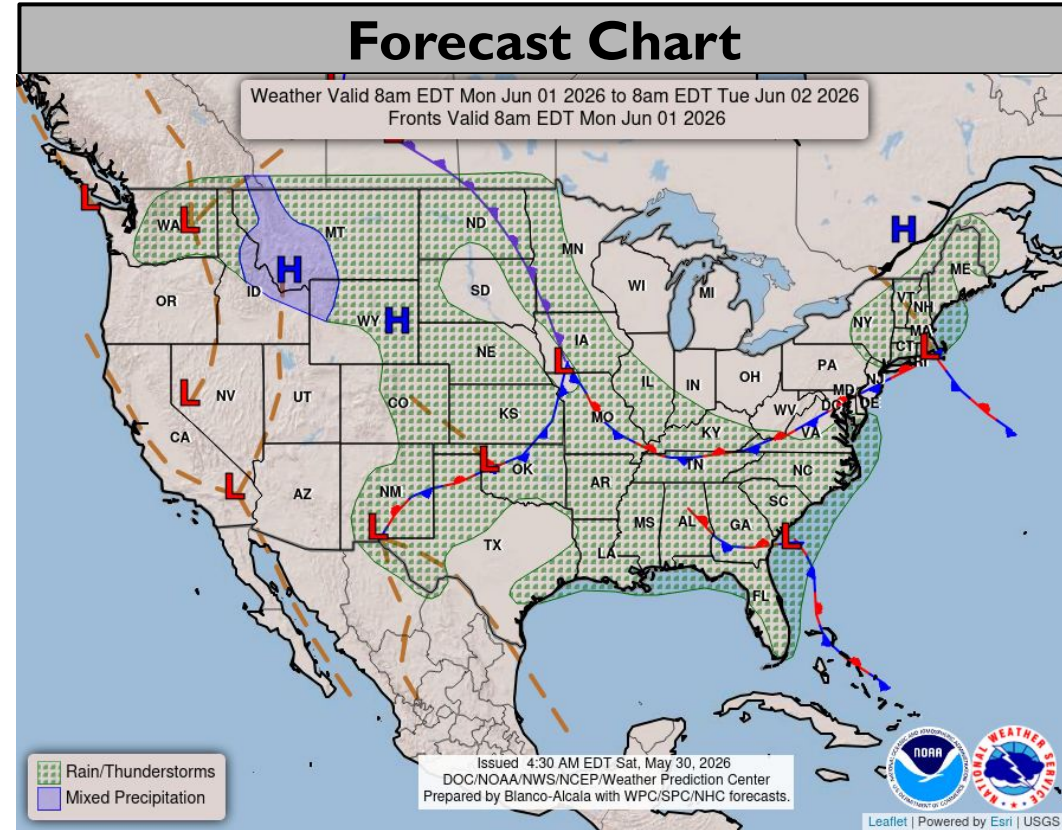 Forecast Chart
Weather Valid 8am EDT Mon Jun 01 2026 to 8am EDT Tue Jun 02 2026
Fronts Valid 8am EDT Mon Jun 01 2026
L
L
WA
L
MT
ND
MN
H
ME
OR
ID
H
SD
WI
MI
VT
NH
NY
MA
WY
H
IA
CT
RI
L
NE
L
IL
IN
OH
PA
NJ
MD
DE
DC
L
NV
UT
CO
KS
MO
WV
VA
KY
CA
L
OK
TN
NC
L
AZ
NM
AR
SC
L
TX
MS
AL
GA
L
LA
FL
Rain/Thunderstorms
Mixed Precipitation
Issued 4:30 AM EDT Sat, May 30, 2026
DOC/NOAA/NWS/NCEP/Weather Prediction Center
Prepared by Blanco-Alcala with WPC/SPC/NHC forecasts.
NOAA
NATIONAL WEATHER SERVICE
Leaflet | Powered by Esri | USGS